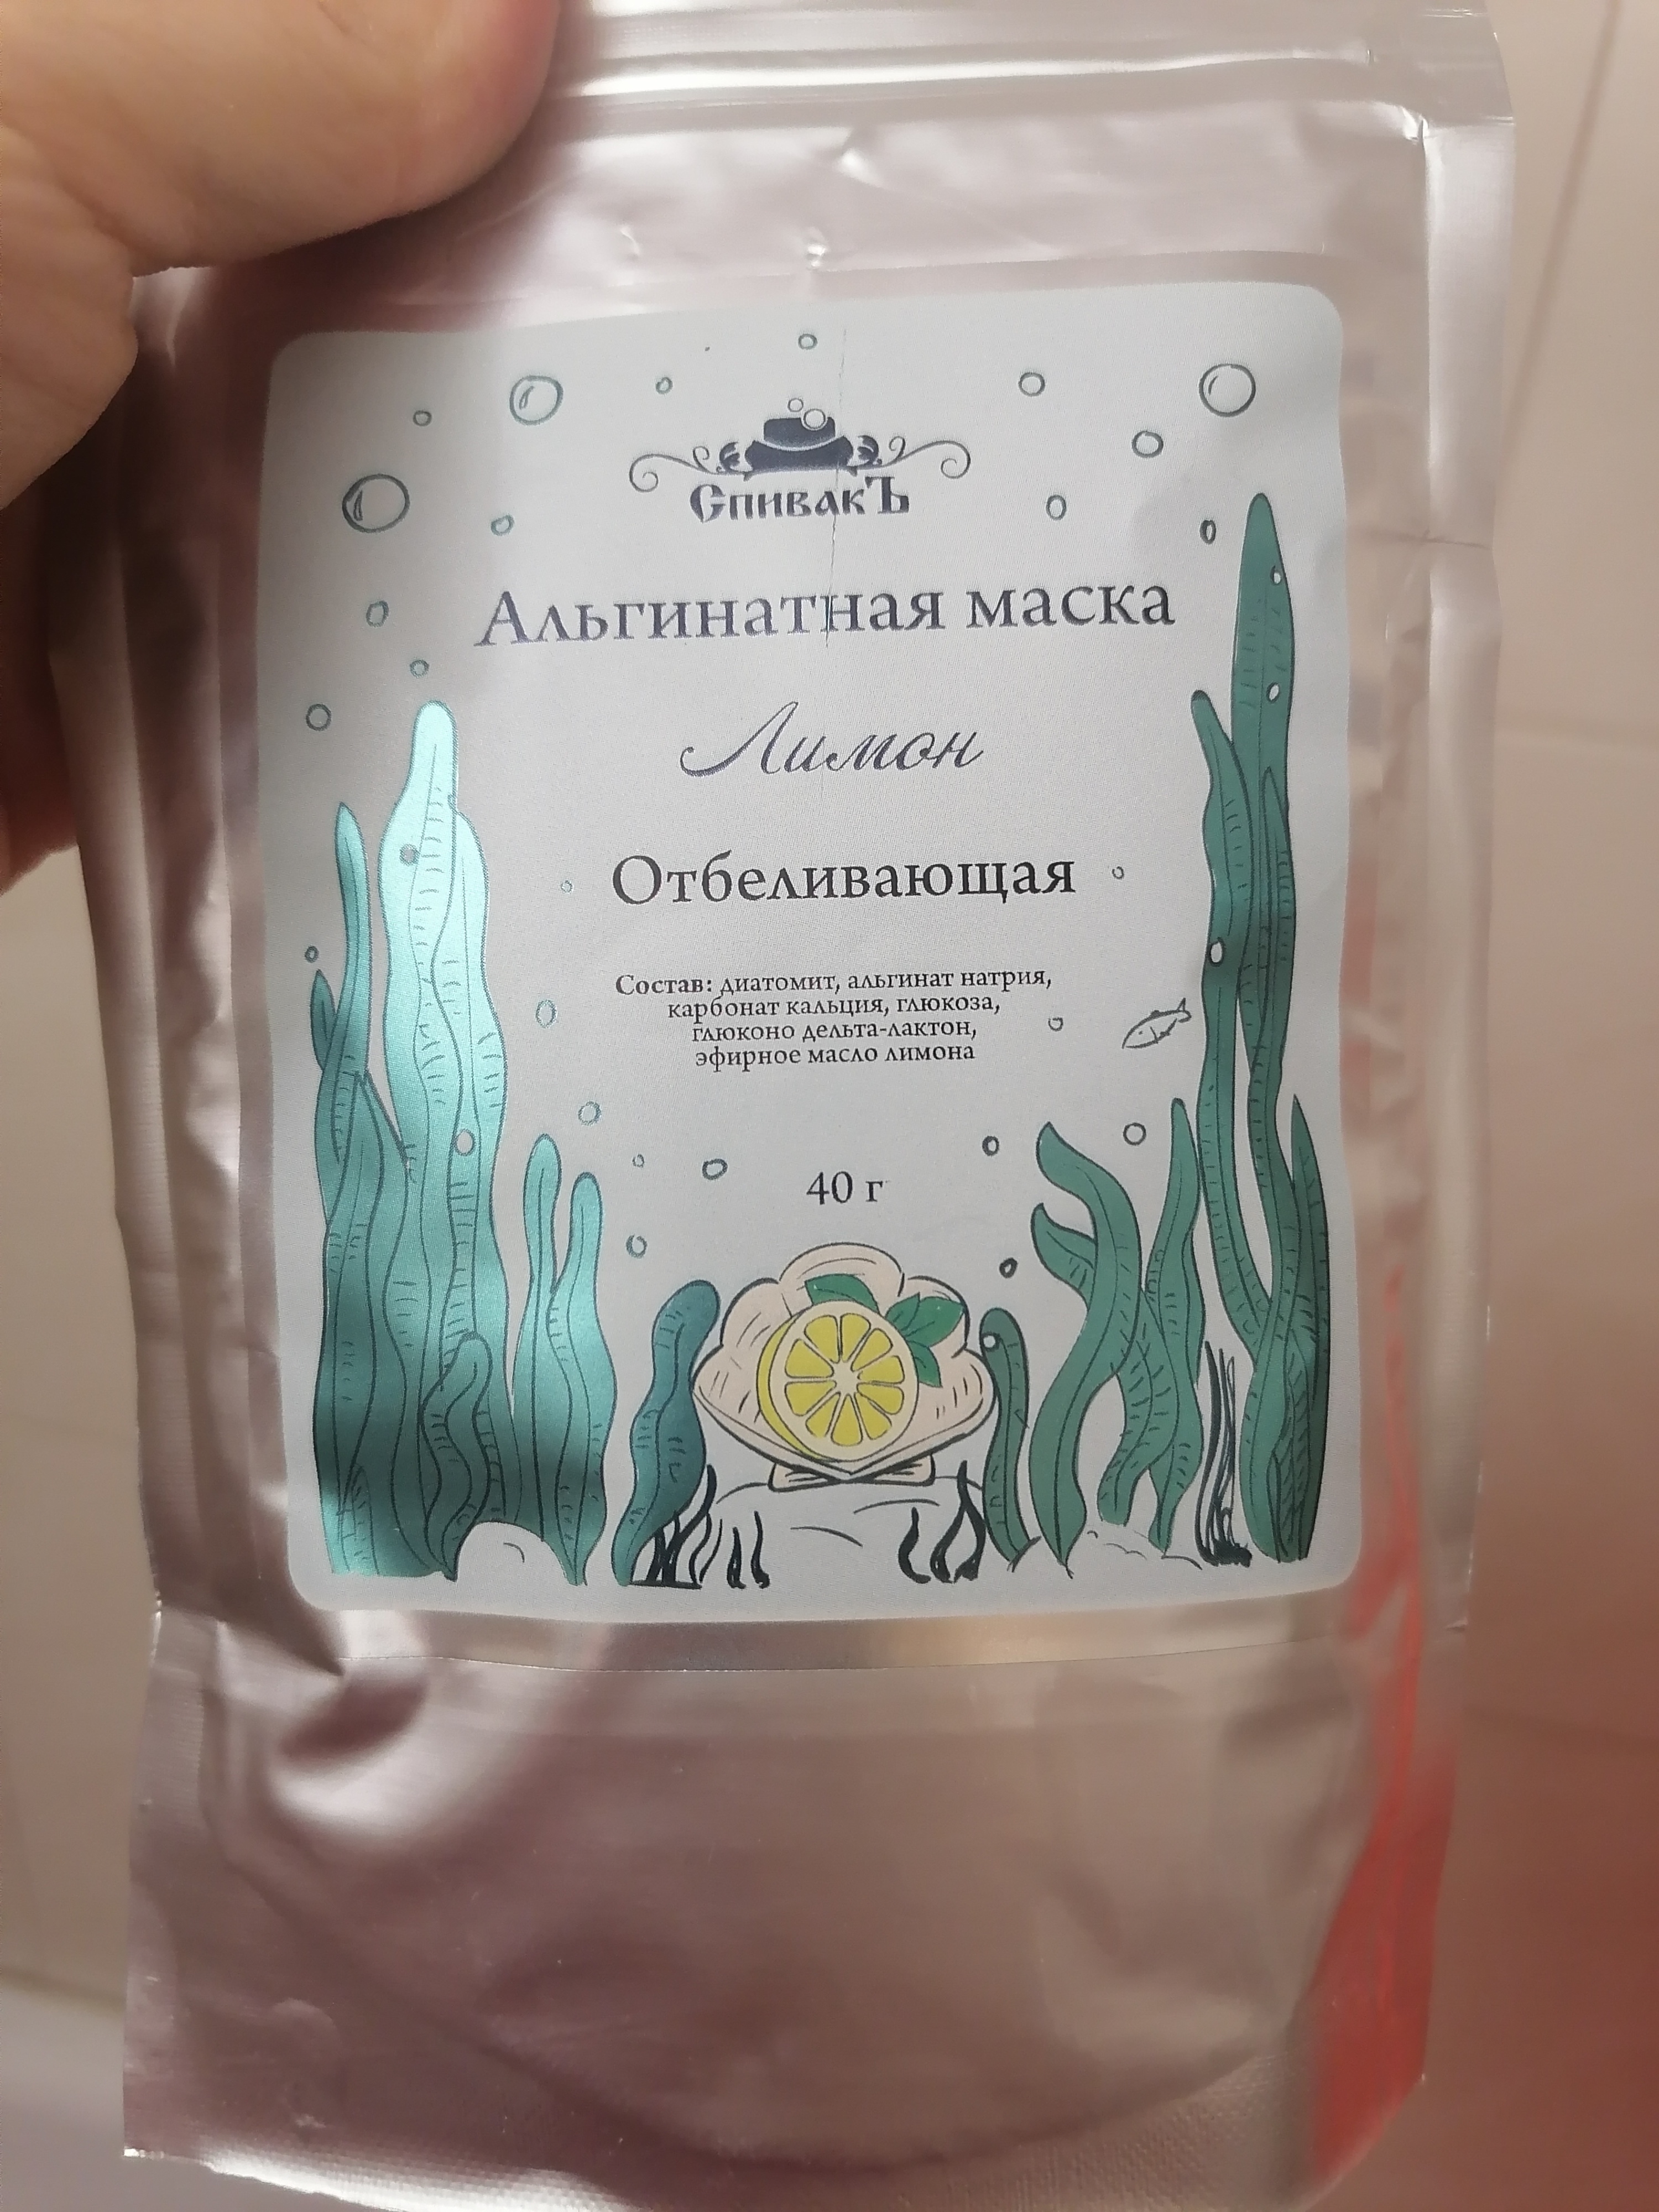 СпивакЪ
Альгинатная маска
Лимон
Отбеливающая
Состав: диатомит, альгинат натрия,
карбонат кальция, глюкоза,
глюконо дельта-лактон,
эфирное масло лимона
40 г